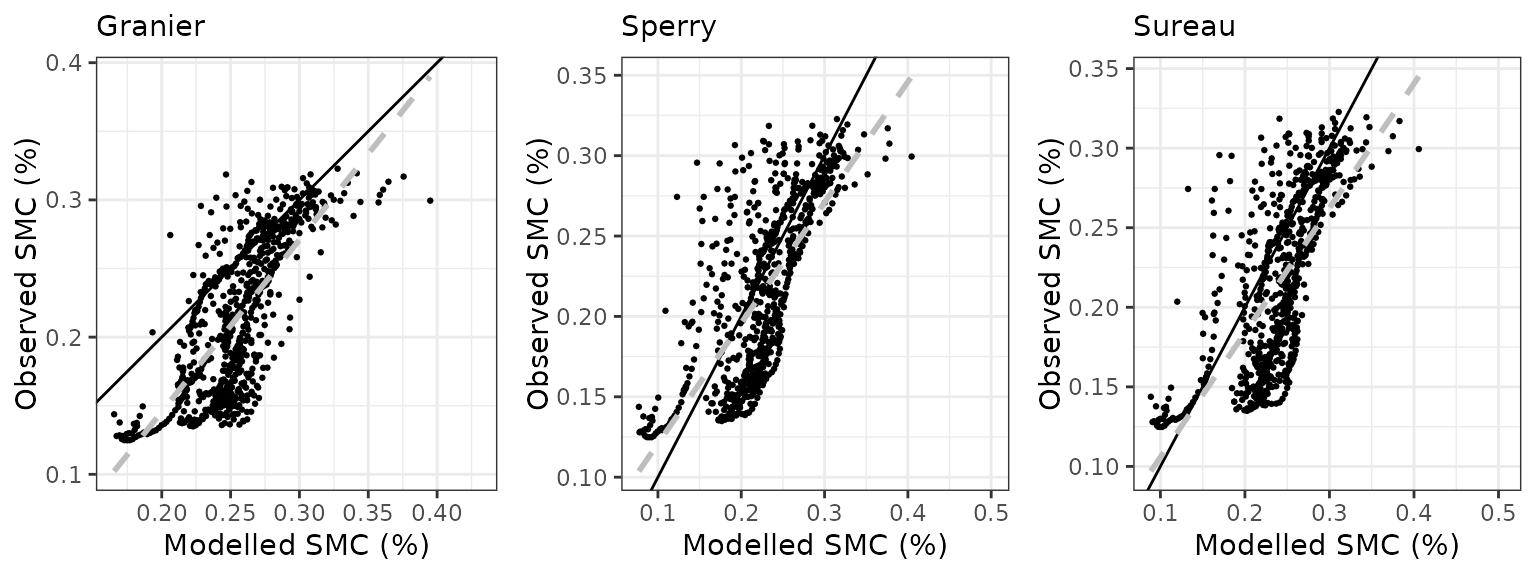 Granier
Sperry
Sureau
Observed SMC (%)
0.4
0.3
0.2
0.1
0.20 0.25 0.30 0.35 0.40
Modelled SMC (%)
Observed SMC (%)
0.35
0.30
0.25
0.20
0.15
0.10
0.1 0.2 0.3 0.4 0.5
Modelled SMC (%)
Observed SMC (%)
0.35
0.30
0.25
0.20
0.15
0.10
0.1 0.2 0.3 0.4 0.5
Modelled SMC (%)